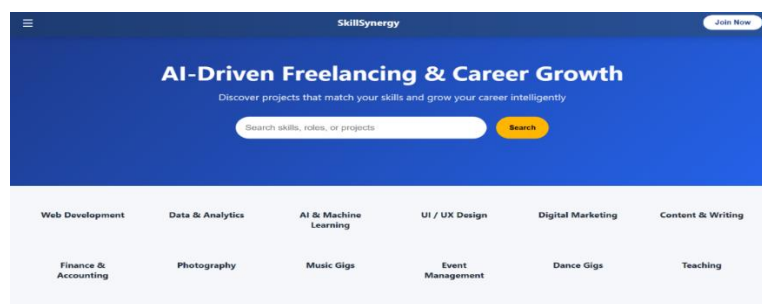 SkillSynergy
Join Now
AI-Driven Freelancing & Career Growth
Discover projects that match your skills and grow your career intelligently
Search skills, roles, or projects
Search
Web Development
Data & Analytics
AI & Machine
Learning
UI / UX Design
Digital Marketing
Content & Writing
Finance &
Accounting
Photography
Music Gigs
Event
Management
Dance Gigs
Teaching